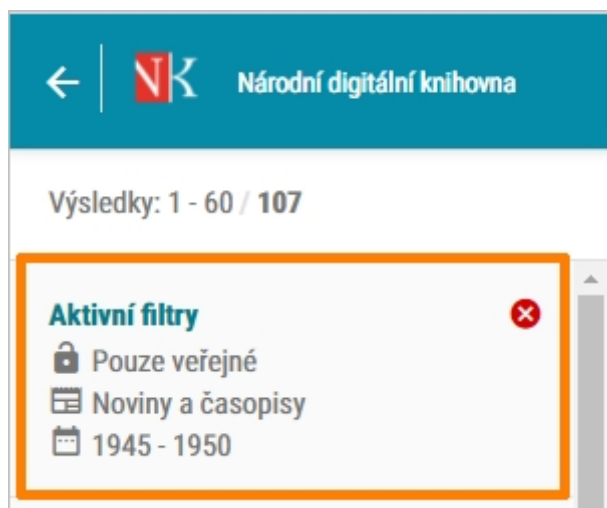 NK Národní digitální knihovna
Výsledky: 1 - 60 / 107
Aktivní filtry
Pouze veřejné
Noviny a časopisy
1945 - 1950